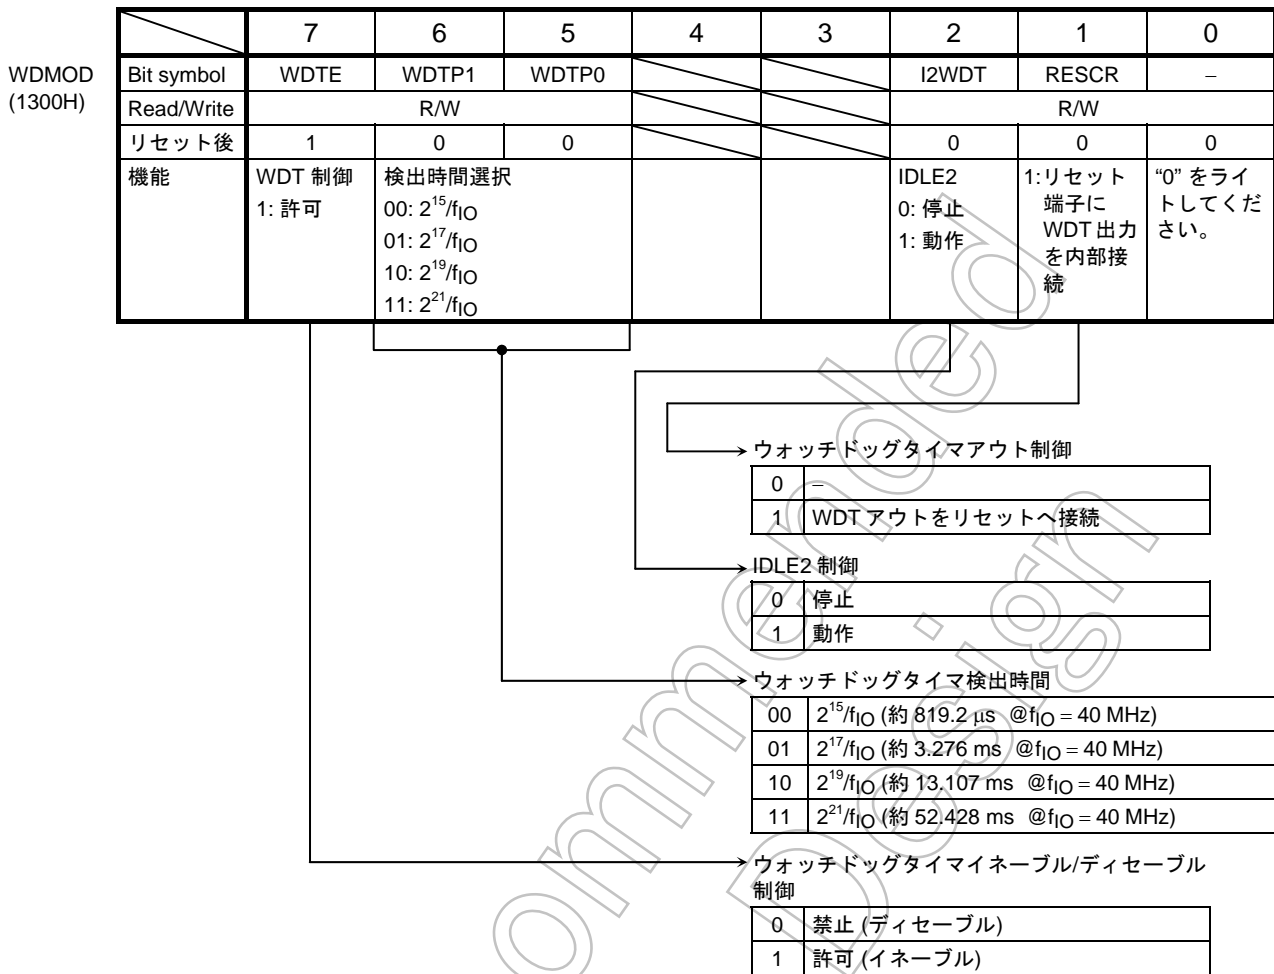 7 6 5 4 3 2 1 0
WDMOD
(1300H)
Bit symbol WDTE WDTP1 WDTP0 I2WDT RESCR −
Read/Write R/W R/W
リセット後 1 0 0 0 0 0
機能
WDT 制御
1: 許可
検出時間選択
00: 2^15/fIO
01: 2^17/fIO
10: 2^19/fIO
11: 2^21/fIO
IDLE2
0: 停止
1: 動作
1:リセット
端子に
WDT 出力
を内部接
続
“0” をライ
トしてくだ
さい。
ウォッチドッグタイマアウト制御
0 −
1 WDT アウトをリセットへ接続
IDLE2 制御
0 停止
1 動作
ウォッチドッグタイマ検出時間
00 2^15/fIO (約 819.2 μs @fIO = 40 MHz)
01 2^17/fIO (約 3.276 ms @fIO = 40 MHz)
10 2^19/fIO (約 13.107 ms @fIO = 40 MHz)
11 2^21/fIO (約 52.428 ms @fIO = 40 MHz)
ウォッチドッグタイマイネーブル/ディセーブル
制御
0 禁止 (ディセーブル)
1 許可 (イネーブル)
ommended
Design